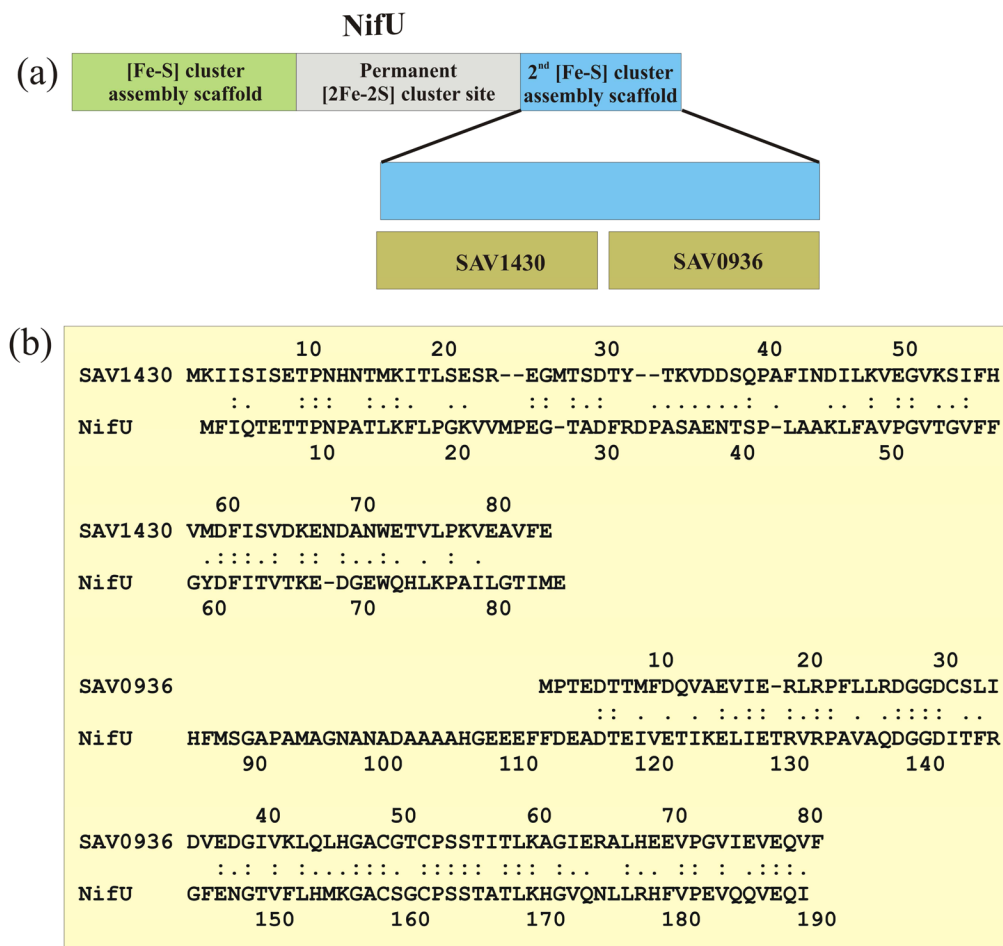 NifU
(a)
[Fe-S] cluster
assembly scaffold
Permanent
[2Fe-2S] cluster site
2nd [Fe-S] cluster
assembly scaffold
SAV1430
SAV0936
(b)
10 20 30 40 50
SAV1430 MKIISISETPNHNTMKITLSESR--EGMTSDTY--TKVDDSQPAFINDILKVEGVKSIFH
:. ::: :. .. :: :: ...::. . .: :: ..
NifU MFIQTETTPNPATLKFLPGKVVMPEG-TADFRDPASAENTSP-LAAKLFAVPGVTGVFF
10 20 30 40 50
60 70 80
SAV1430 VMDFISVDKENDANWETVLPKVEAVFE
.:::.: :: :..:. . : .
NifU GYDFITVTKE-DGEWQHLKPAILGTIME
60 70 80
10 20 30
SAV0936 MPTEDTTMFDQVAEVIE-RLRPFLLRDGGDCSLI
:: . . :.:: :.:: . .:::: . .
NifU HFMSGAPAMAGNANADAAAAHGEEEFFDEADTEIVETIKELIETRVRPAVAQDGGDITFR
90 100 110 120 130 140
40 50 60 70 80
SAV0936 DVEDGIVKLQLHGACGTCPSSTITLKAGIERALHEEVPGVIEVEQVF
:.:.: :...:::..::::: ::: :.. : . ::: :..::.
NifU GFENGTVFLHMKGACSGCPSSTATLKHGVQNLLRHFVPEVQQVEQI
150 160 170 180 190